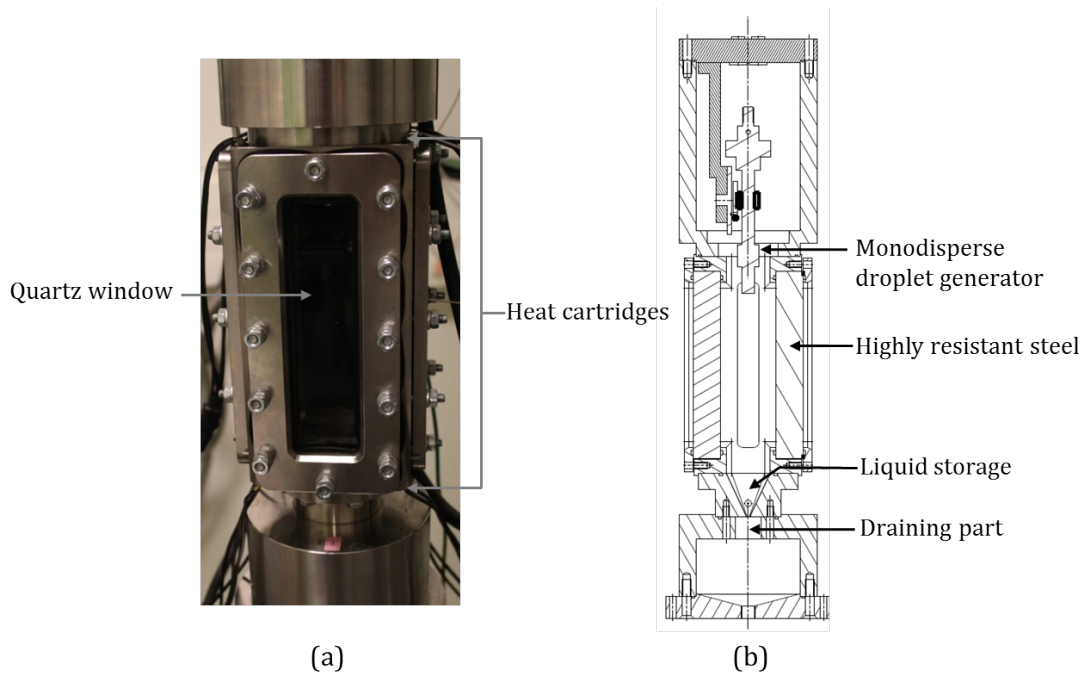 Quartz window
Heat cartridges
Monodisperse
droplet generator
Highly resistant steel
Liquid storage
Draining part
(a)
(b)